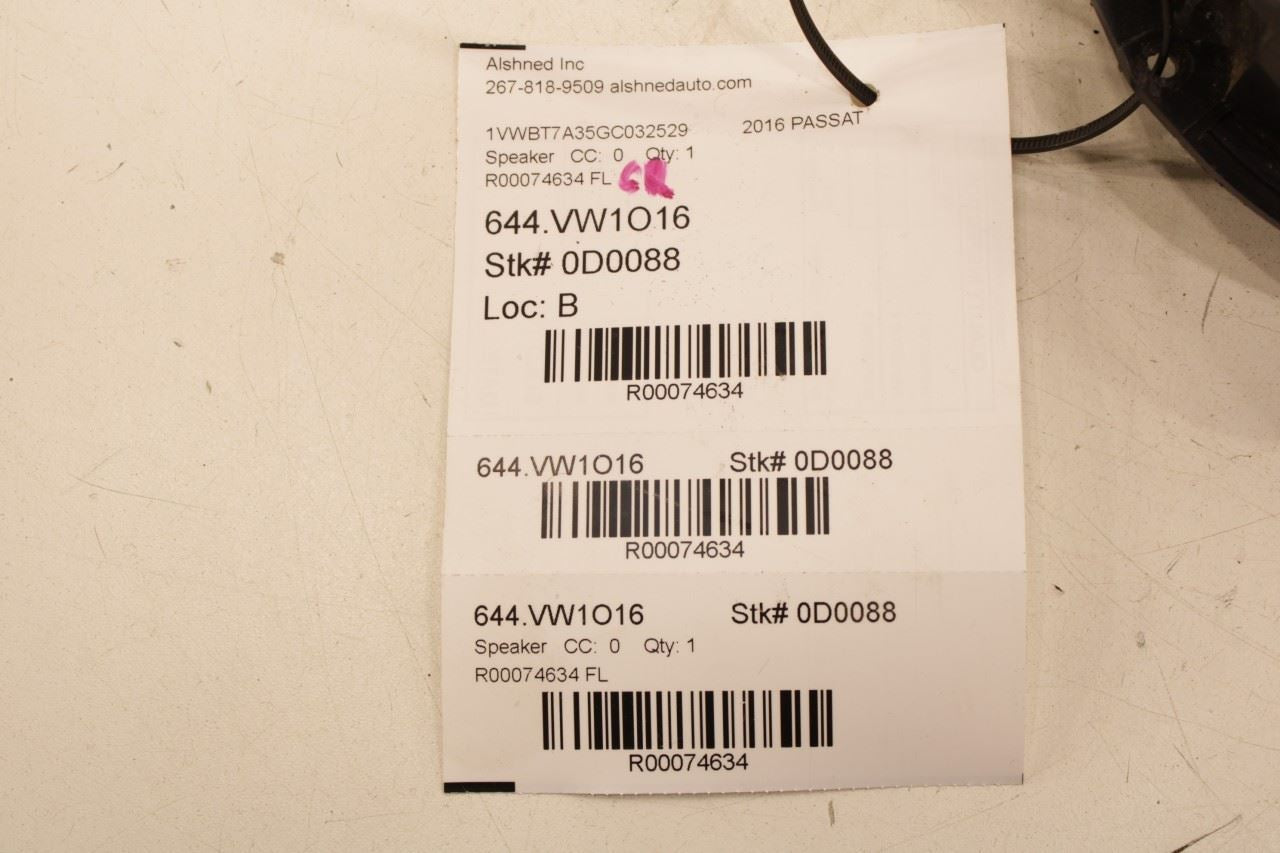 Alshned Inc
267-818-9509 alshnedauto.com
1VWBT7A35GC032529 2016 PASSAT
Speaker CC: 0 Qty: 1
R00074634 FL
644.VW1O16
Stk# 0D0088
Loc: B
R00074634
644.VW1O16 Stk# 0D0088
R00074634
644.VW1O16 Stk# 0D0088
Speaker CC: 0 Qty: 1
R00074634 FL
R00074634